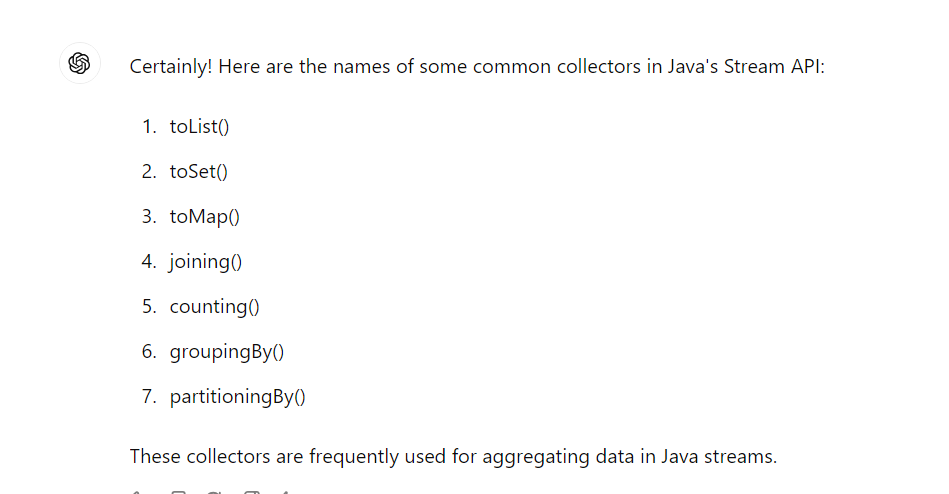 Certainly! Here are the names of some common collectors in Java's Stream API:
1. toList()
2. toSet()
3. toMap()
4. joining()
5. counting()
6. groupingBy()
7. partitioningBy()
These collectors are frequently used for aggregating data in Java streams.